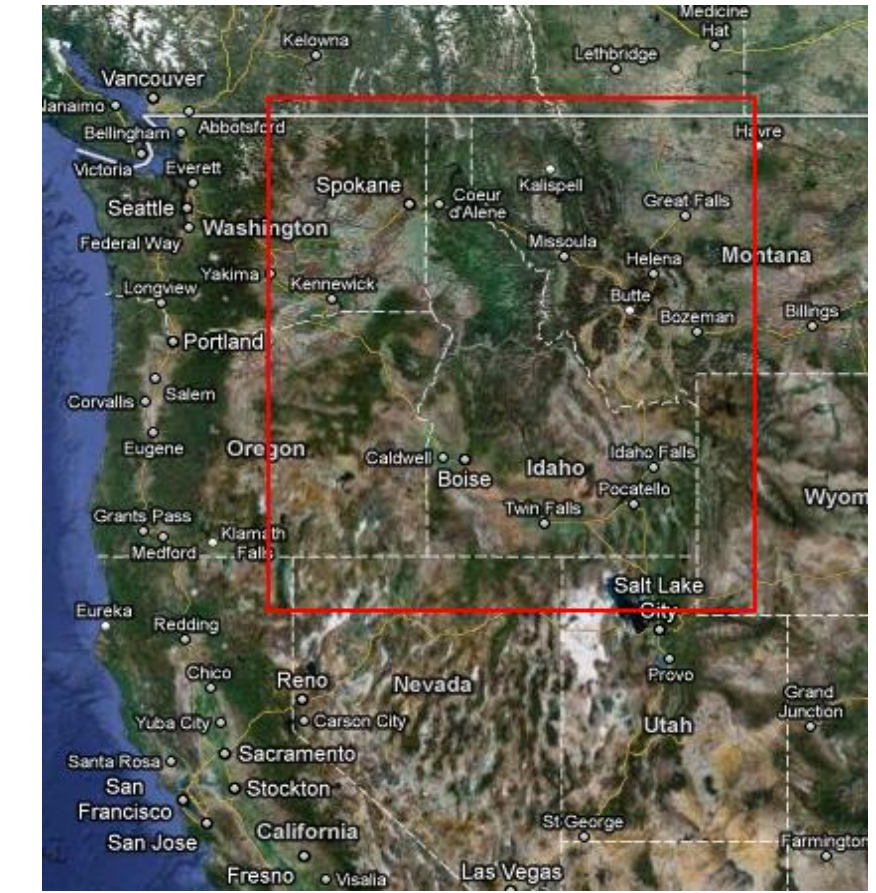 Medicine
Hat
Kelowna
Lethbridge
Vancouver
Nanaimo
Abbotsford
Bellingham
Havre
Victoria
Everett
Spokane
Coeur
d'Alene
Kalispell
Great Falls
Seattle
Washington
Federal Way
Missoula
Helena
Montana
Yakima
Kennewick
Longview
Butte
Bozeman
Billings
Portland
Salem
Corvallis
Eugene
Oregon
Caldwell
Boise
Idaho
Idaho Falls
Pocatello
Twin Falls
Wyom
Grants Pass
Medford
Klamath
Falls
Salt Lake
City
Eureka
Redding
Chico
Reno
Nevada
Provo
Grand
Junction
Yuba City
Carson City
Utah
Santa Rosa
Sacramento
San
Francisco
Stockton
San Jose
California
St George
Farmington
Fresno
Visalia
Las Vegas